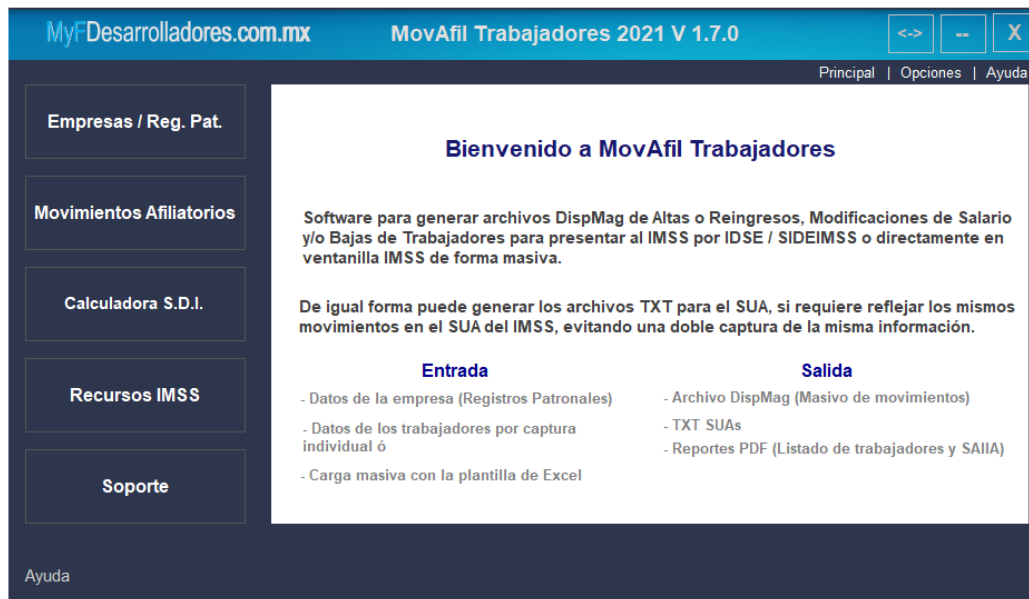 MyFDesarrolladores.com.mx
MovAfil Trabajadores 2021 V 1.7.0
<->
--
X
Principal | Opciones | Ayuda
Empresas / Reg. Pat.
Movimientos Afiliatorios
Calculadora S.D.I.
Recursos IMSS
Soporte
Ayuda
Bienvenido a MovAfil Trabajadores
Software para generar archivos DispMag de Altas o Reingresos, Modificaciones de Salario
y/o Bajas de Trabajadores para presentar al IMSS por IDSE / SIDEIMSS o directamente en
ventanilla IMSS de forma masiva.
De igual forma puede generar los archivos TXT para el SUA, si requiere reflejar los mismos
movimientos en el SUA del IMSS, evitando una doble captura de la misma información.
Entrada
- Datos de la empresa (Registros Patronales)
- Datos de los trabajadores por captura
individual ó
- Carga masiva con la plantilla de Excel
Salida
- Archivo DispMag (Masivo de movimientos)
- TXT SUAs
- Reportes PDF (Listado de trabajadores y SAIIA)